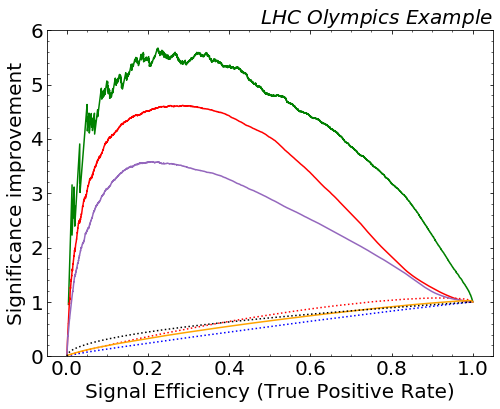 LHC Olympics Example
6
5
4
3
2
1
0
Significance improvement
0.0 0.2 0.4 0.6 0.8 1.0
Signal Efficiency (True Positive Rate)